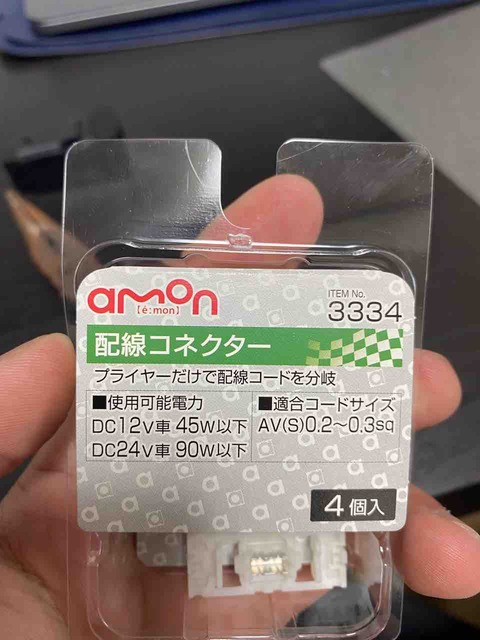 amon
[é:mon]
ITEM No.
3334
配線コネクター
プライヤーだけで配線コードを分岐
■使用可能電力
DC12V車 45W以下
DC24V車 90W以下
■適合コードサイズ
AV(S)0.2～0.3sq
4個入